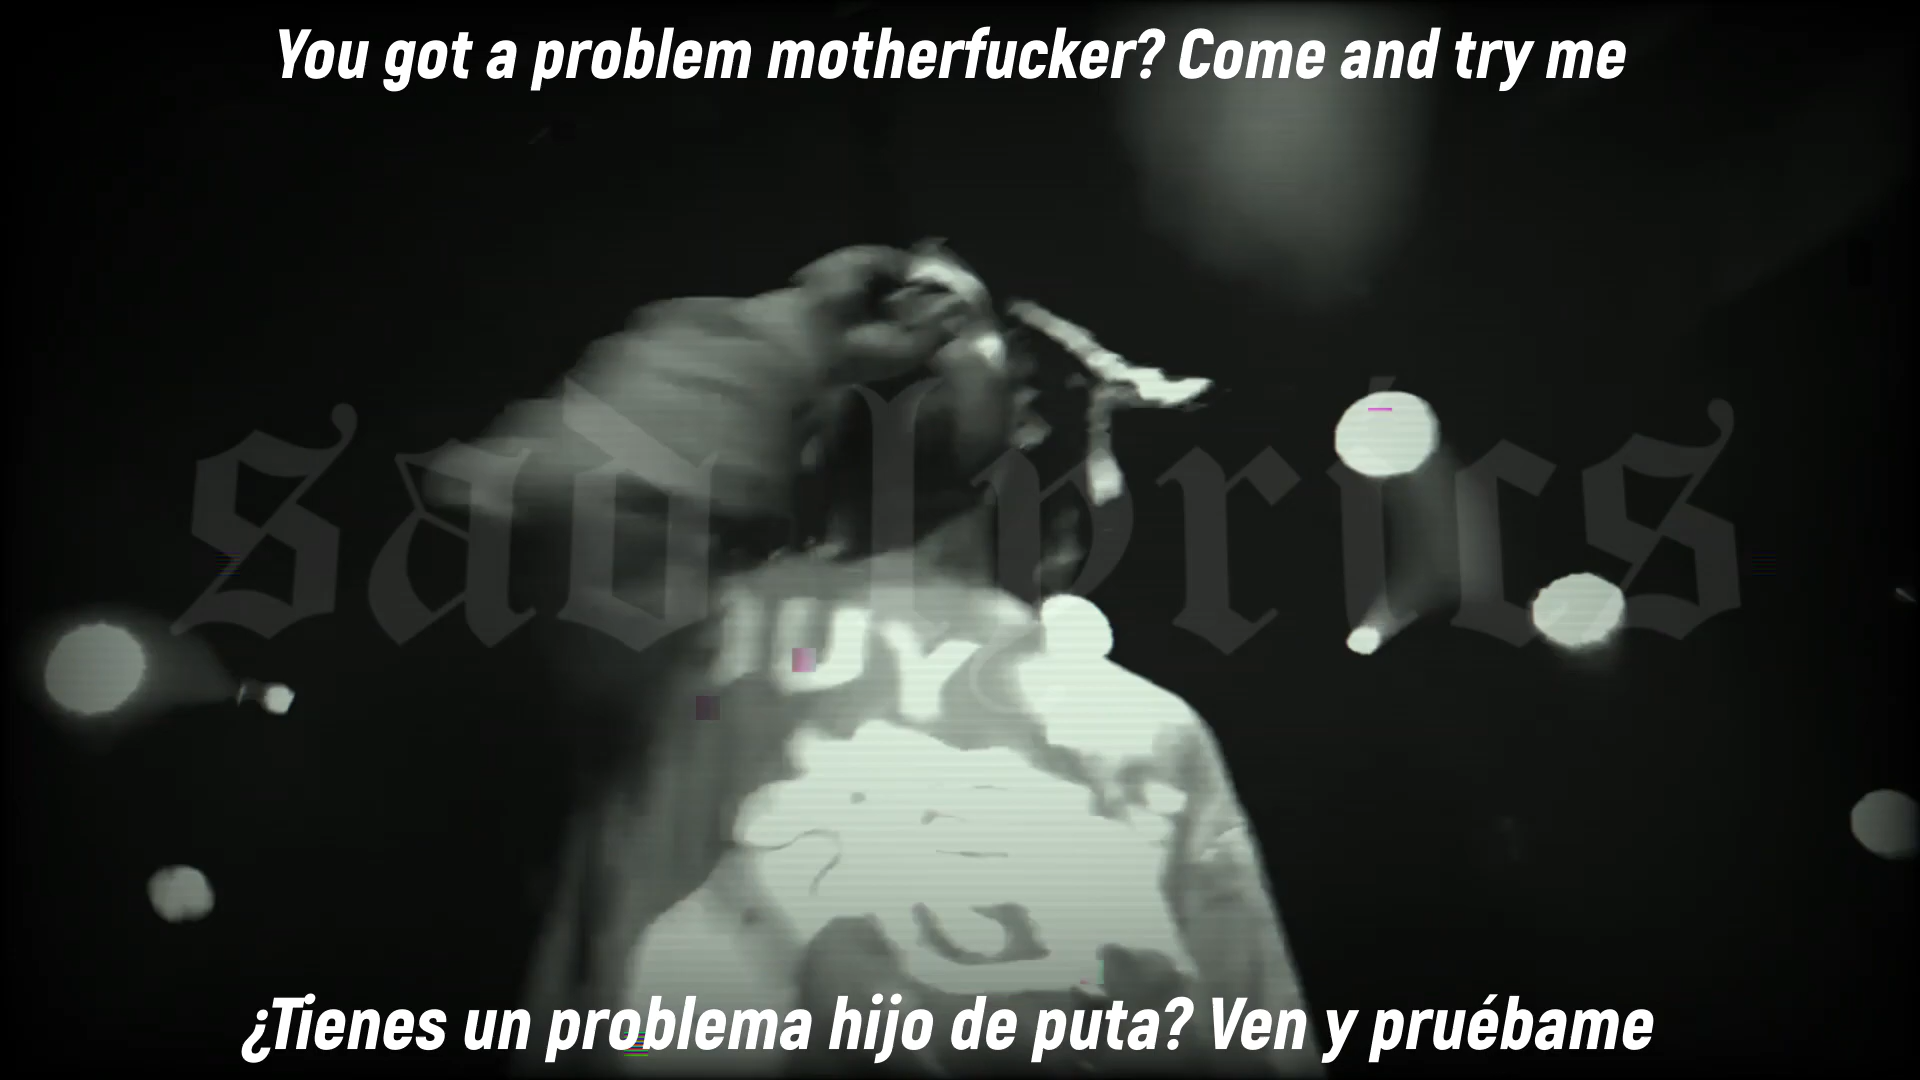 You got a problem motherfucker? Come and try me
sad lyrics
¿Tienes un problema hijo de puta? Ven y pruébame